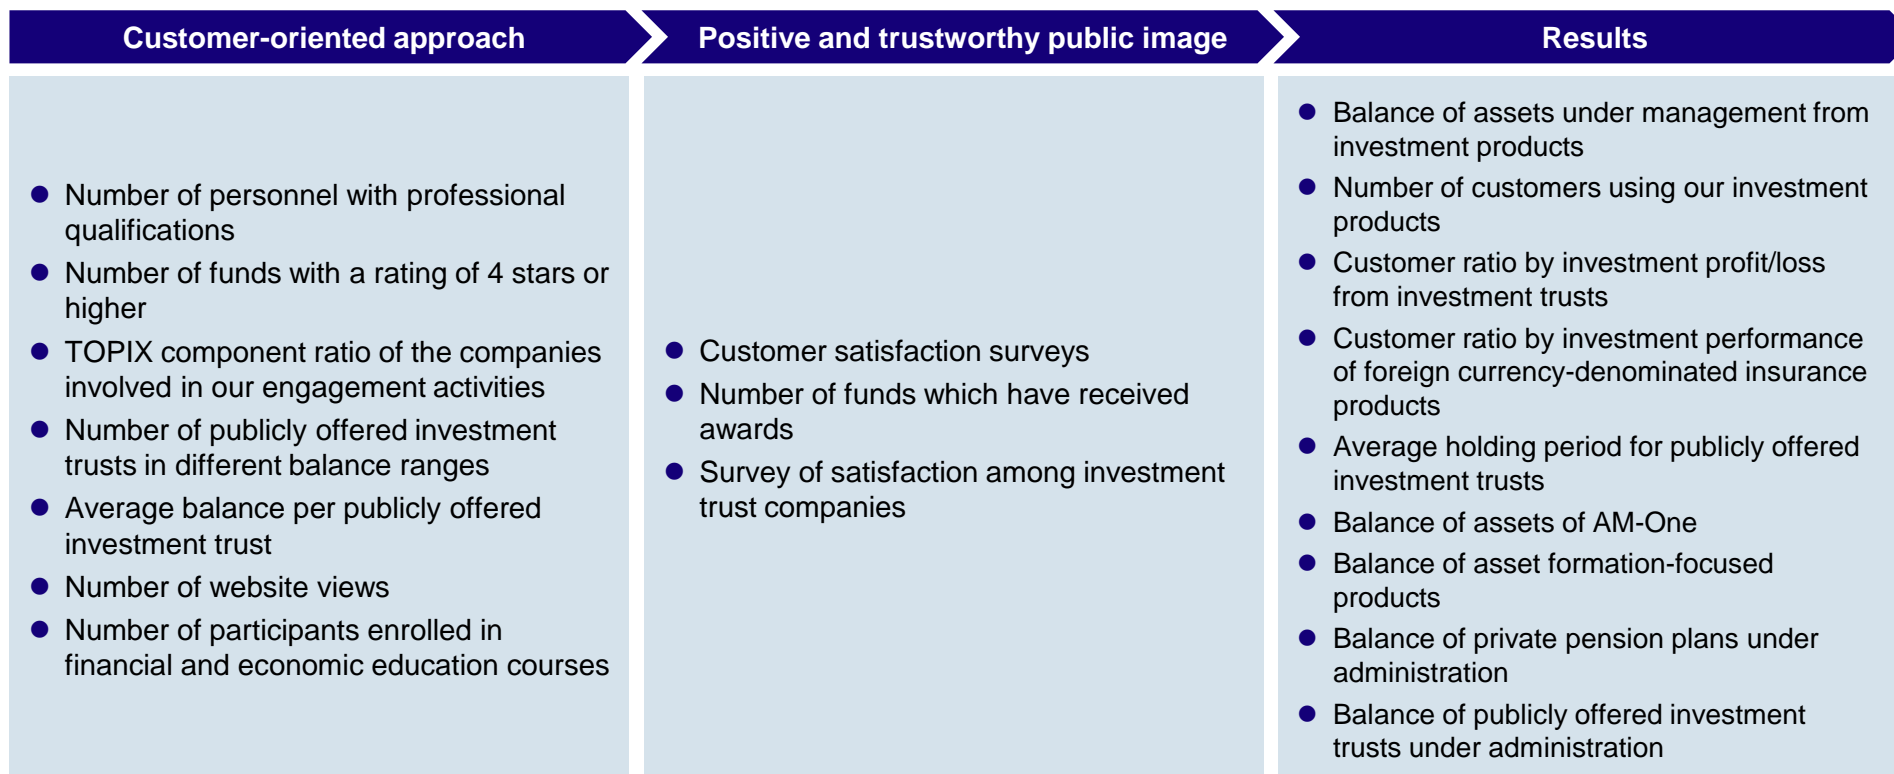 Customer-oriented approach
Positive and trustworthy public image
Results
● Number of personnel with professional
qualifications
● Number of funds with a rating of 4 stars or
higher
● TOPIX component ratio of the companies
involved in our engagement activities
● Number of publicly offered investment
trusts in different balance ranges
● Average balance per publicly offered
investment trust
● Number of website views
● Number of participants enrolled in
financial and economic education courses
● Customer satisfaction surveys
● Number of funds which have received
awards
● Survey of satisfaction among investment
trust companies
● Balance of assets under management from
investment products
● Number of customers using our investment
products
● Customer ratio by investment profit/loss
from investment trusts
● Customer ratio by investment performance
of foreign currency-denominated insurance
products
● Average holding period for publicly offered
investment trusts
● Balance of assets of AM-One
● Balance of asset formation-focused
products
● Balance of private pension plans under
administration
● Balance of publicly offered investment
trusts under administration